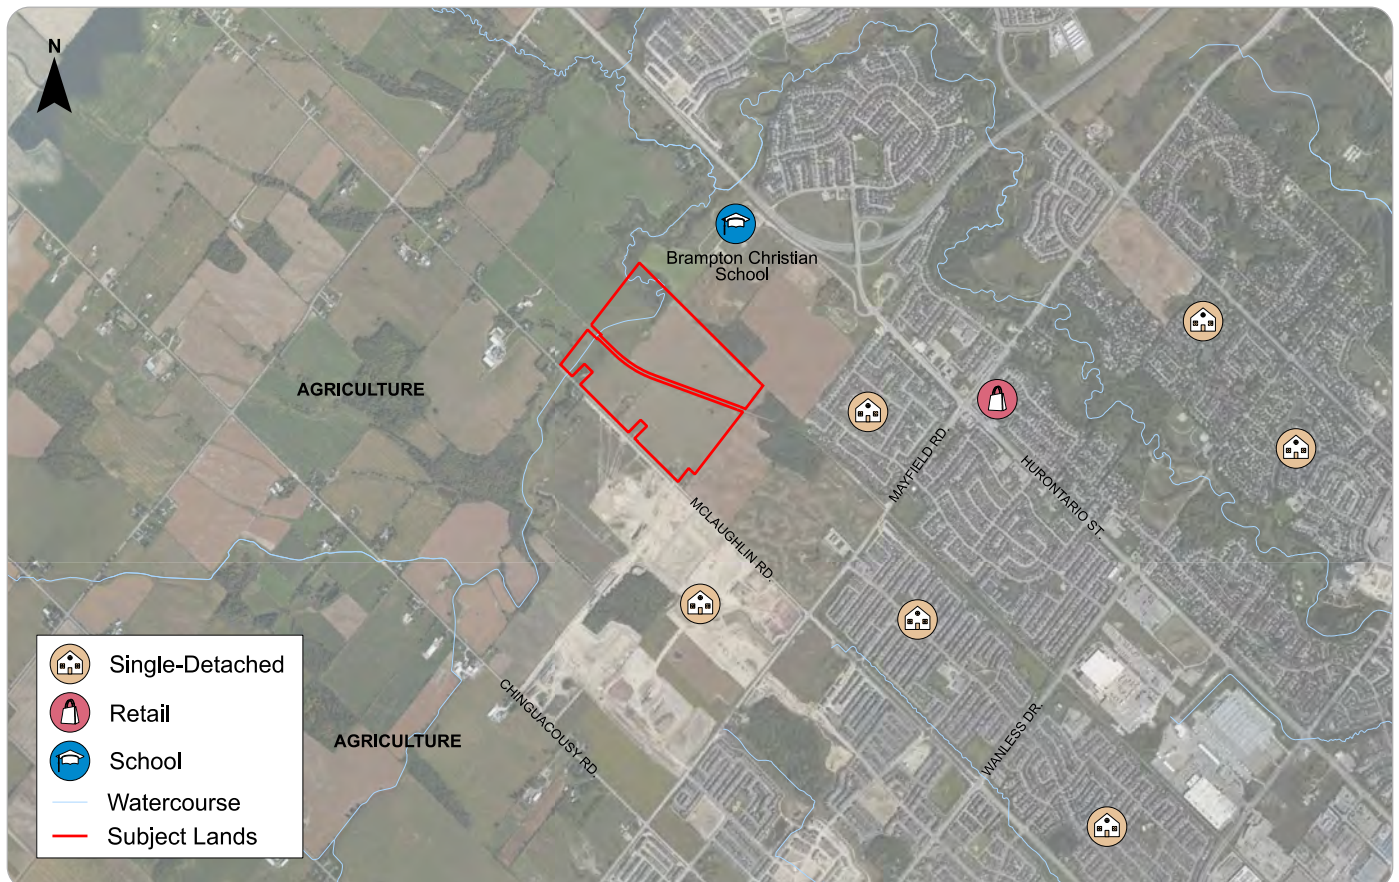 N
Brampton Christian
School
AGRICULTURE
MAYFIELD RD.
HURONTARIO ST.
MCLAUGHLIN RD.
CHINGUACOUSY RD.
WANLESS DR.
AGRICULTURE
Single-Detached
Retail
School
Watercourse
Subject Lands